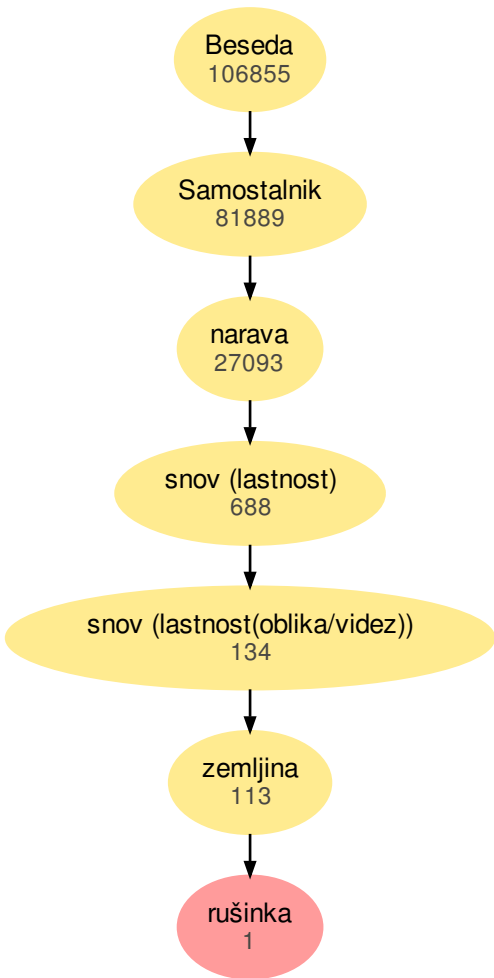 Beseda
106855
Samostalnik
81889
narava
27093
snov (lastnost)
688
snov (lastnost(oblika/videz))
134
zemljina
113
rušinka
1